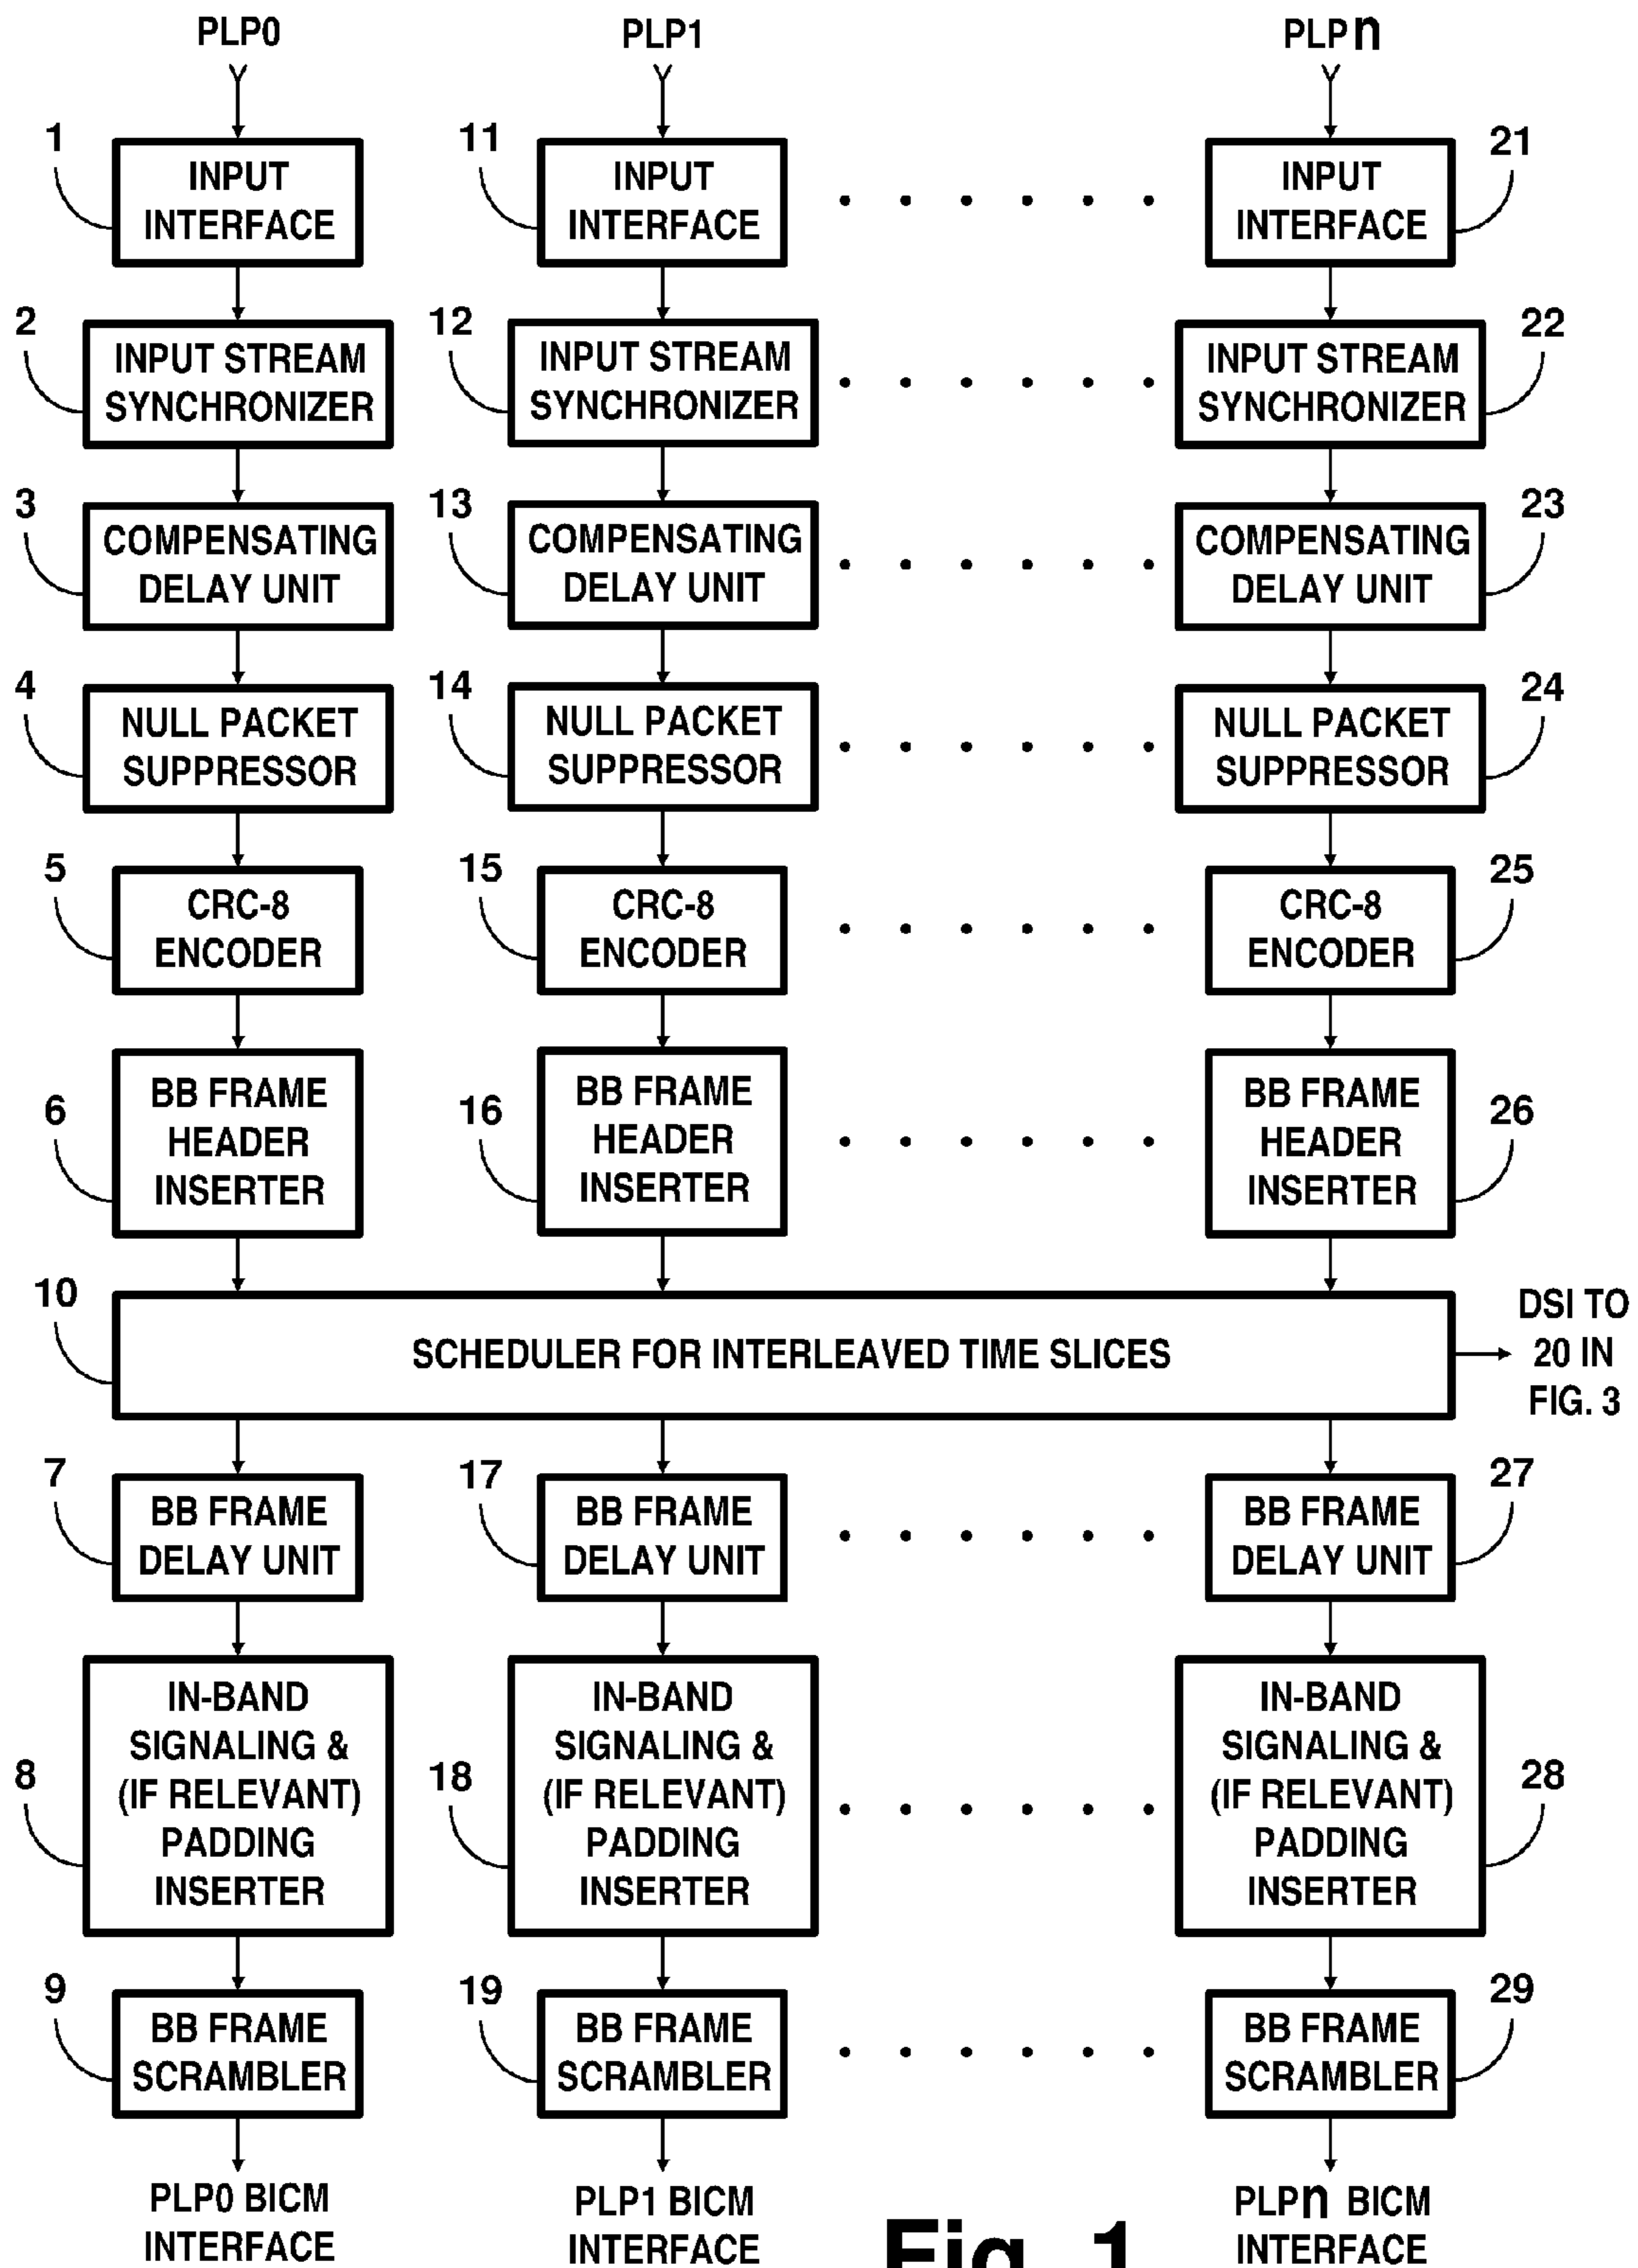 PLP0
PLP1
PLPn
1
INPUT
INTERFACE
11
INPUT
INTERFACE
21
INPUT
INTERFACE
2
INPUT STREAM
SYNCHRONIZER
12
INPUT STREAM
SYNCHRONIZER
22
INPUT STREAM
SYNCHRONIZER
3
COMPENSATING
DELAY UNIT
13
COMPENSATING
DELAY UNIT
23
COMPENSATING
DELAY UNIT
4
NULL PACKET
SUPPRESSOR
14
NULL PACKET
SUPPRESSOR
24
NULL PACKET
SUPPRESSOR
5
CRC-8
ENCODER
15
CRC-8
ENCODER
25
CRC-8
ENCODER
6
BB FRAME
HEADER
INSERTER
16
BB FRAME
HEADER
INSERTER
26
BB FRAME
HEADER
INSERTER
10
SCHEDULER FOR INTERLEAVED TIME SLICES
DSI TO
20 IN
FIG. 3
7
BB FRAME
DELAY UNIT
17
BB FRAME
DELAY UNIT
27
BB FRAME
DELAY UNIT
8
IN-BAND
SIGNALING &
(IF RELEVANT)
PADDING
INSERTER
18
IN-BAND
SIGNALING &
(IF RELEVANT)
PADDING
INSERTER
28
IN-BAND
SIGNALING &
(IF RELEVANT)
PADDING
INSERTER
9
BB FRAME
SCRAMBLER
19
BB FRAME
SCRAMBLER
29
BB FRAME
SCRAMBLER
PLP0 BICM
INTERFACE
PLP1 BICM
INTERFACE
PLPn BICM
INTERFACE
Fig. 1